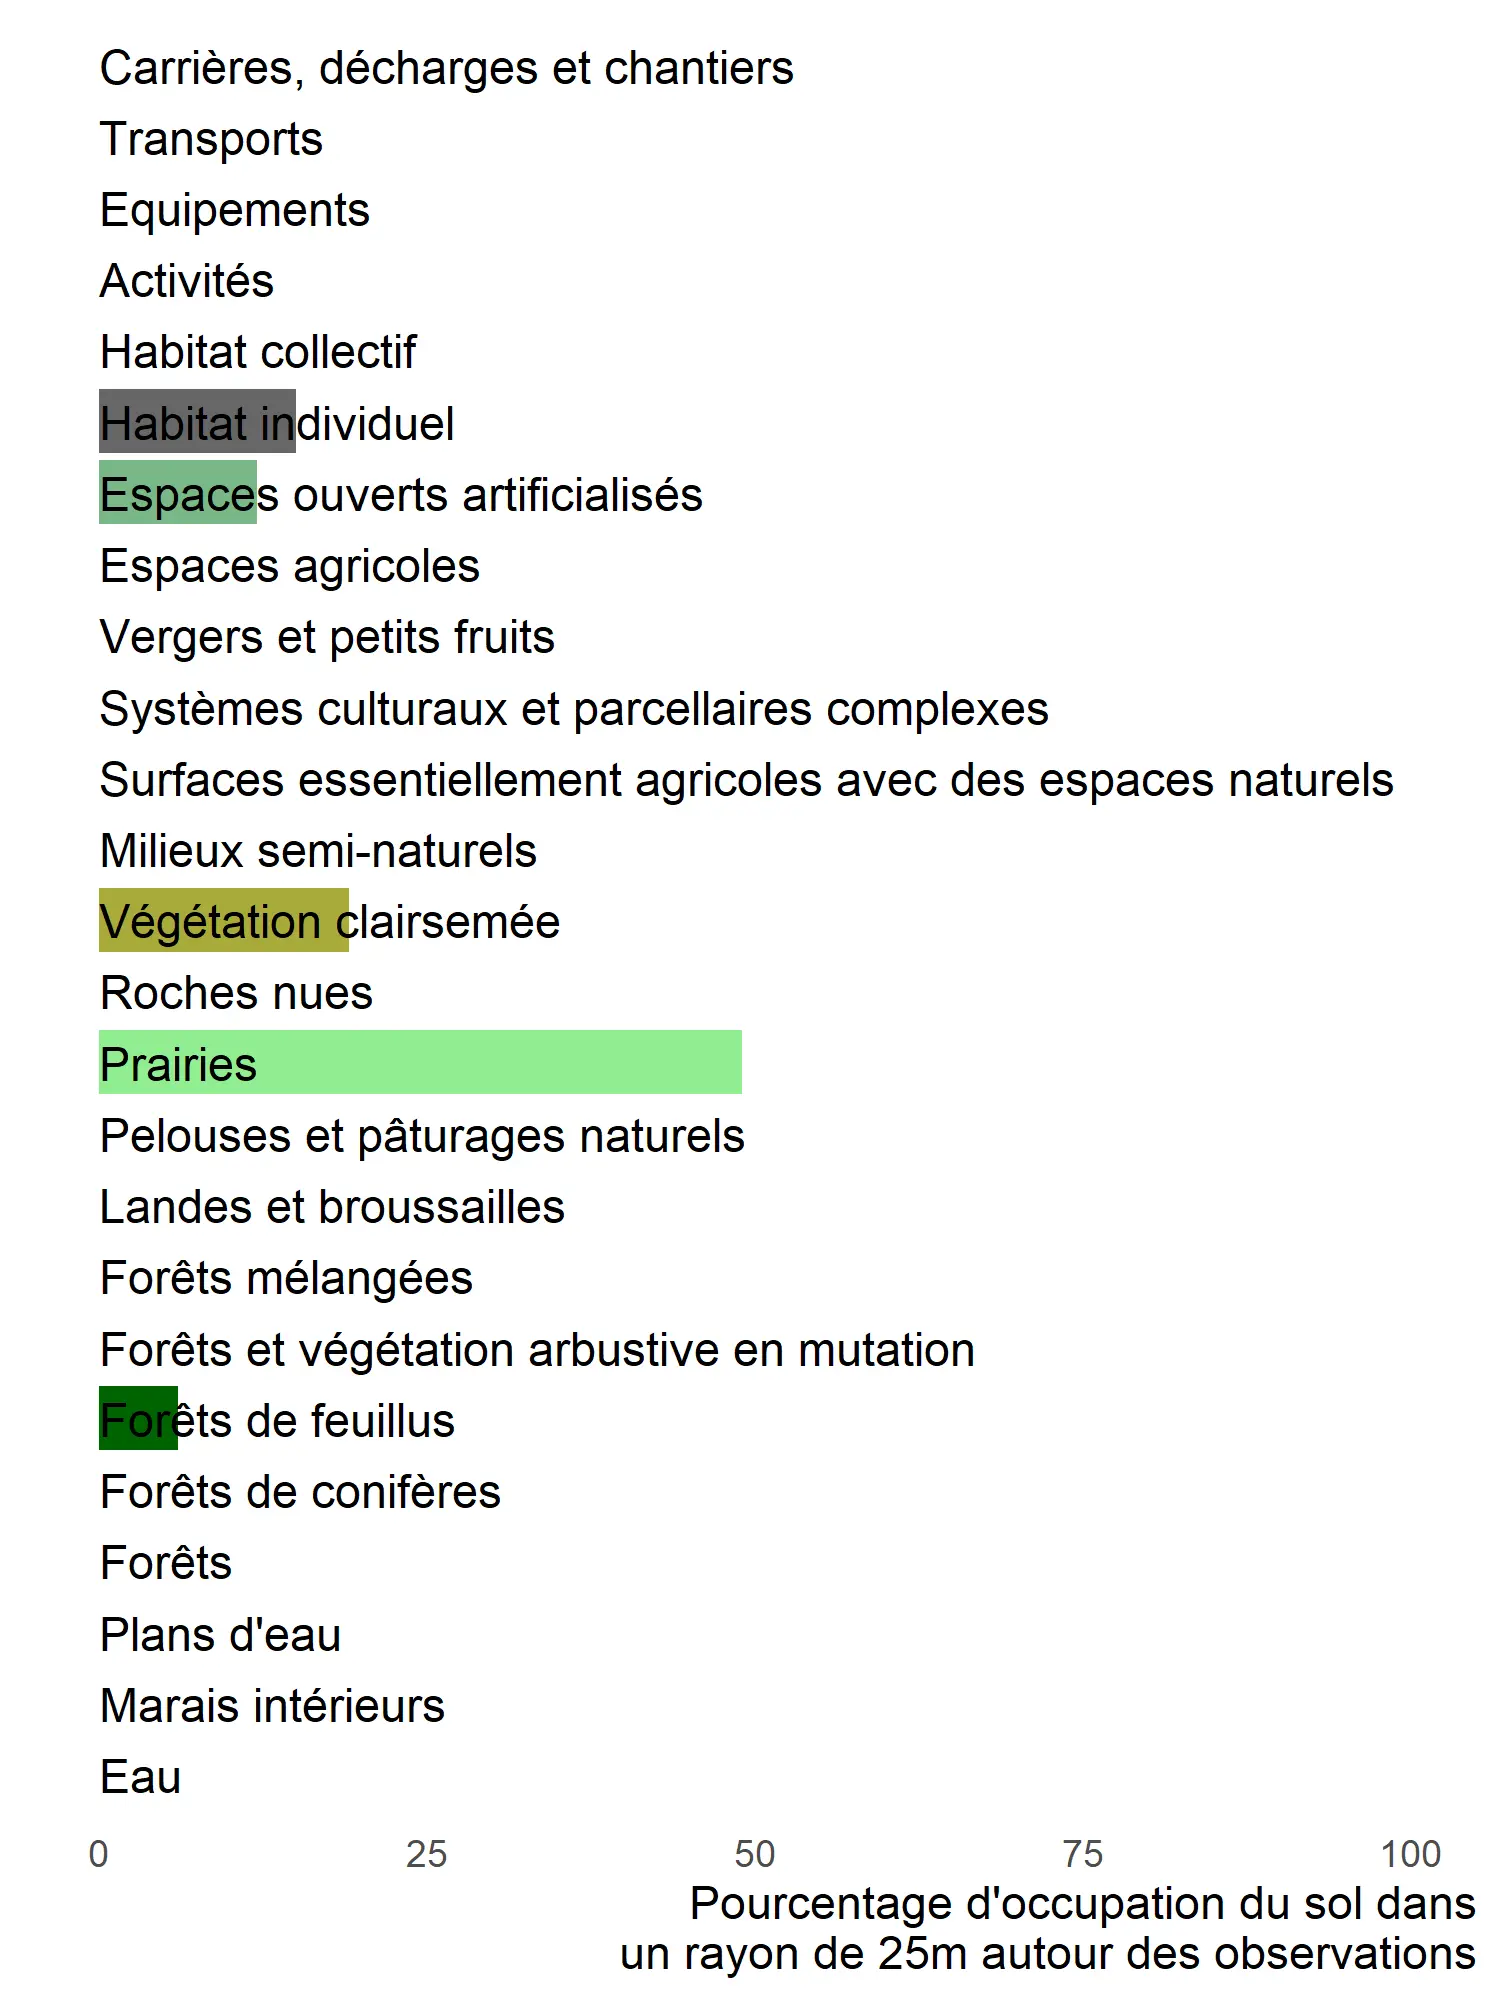 Carrières, décharges et chantiers
Transports
Equipements
Activités
Habitat collectif
Habitat individuel
Espaces ouverts artificialisés
Espaces agricoles
Vergers et petits fruits
Systèmes culturaux et parcellaires complexes
Surfaces essentiellement agricoles avec des espaces naturels
Milieux semi-naturels
Végétation clairsemée
Roches nues
Prairies
Pelouses et pâturages naturels
Landes et broussailles
Forêts mélangées
Forêts et végétation arbustive en mutation
Forêts de feuillus
Forêts de conifères
Forêts
Plans d'eau
Marais intérieurs
Eau
0 25 50 75 100
Pourcentage d'occupation du sol dans
un rayon de 25m autour des observations